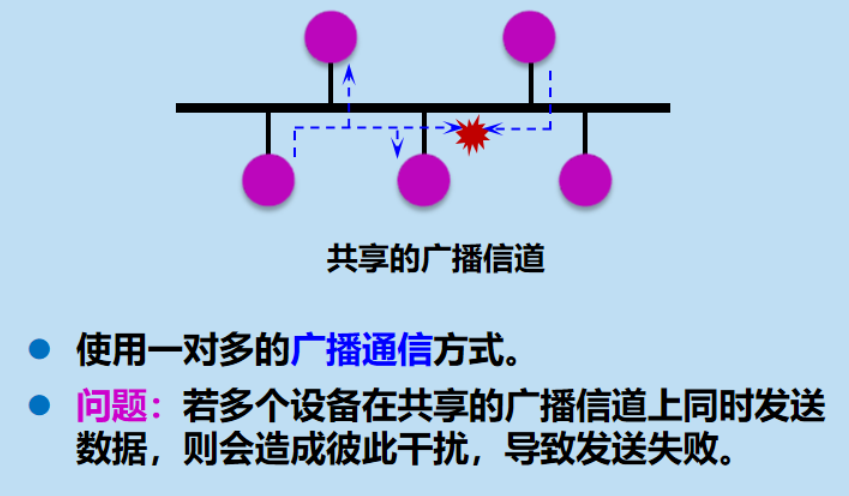 共享的广播信道
使用一对多的广播通信方式。
问题：若多个设备在共享的广播信道上同时发送
数据，则会造成彼此干扰，导致发送失败。